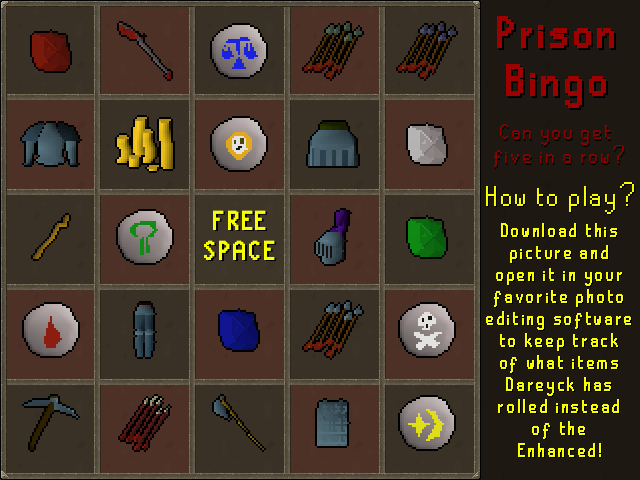 Prison
Bingo
Can you get
five in a row?
How to play?
Download this
picture and
open it in your
favorite photo
editing software
to keep track
of what items
Dareyck has
rolled instead
of the
Enhanced!
FREE
SPACE